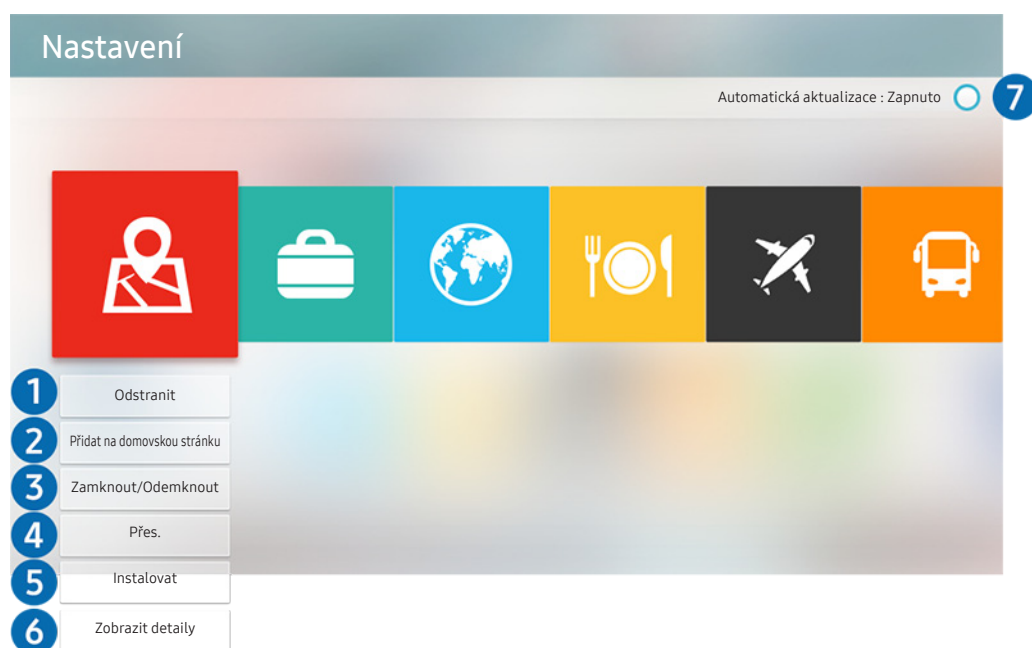 Nastavení
Automatická aktualizace : Zapnuto
7
1
Odstranit
2
Přidat na domovskou stránku
3
Zamknout/Odemknout
4
Přes.
5
Instalovat
6
Zobrazit detaily